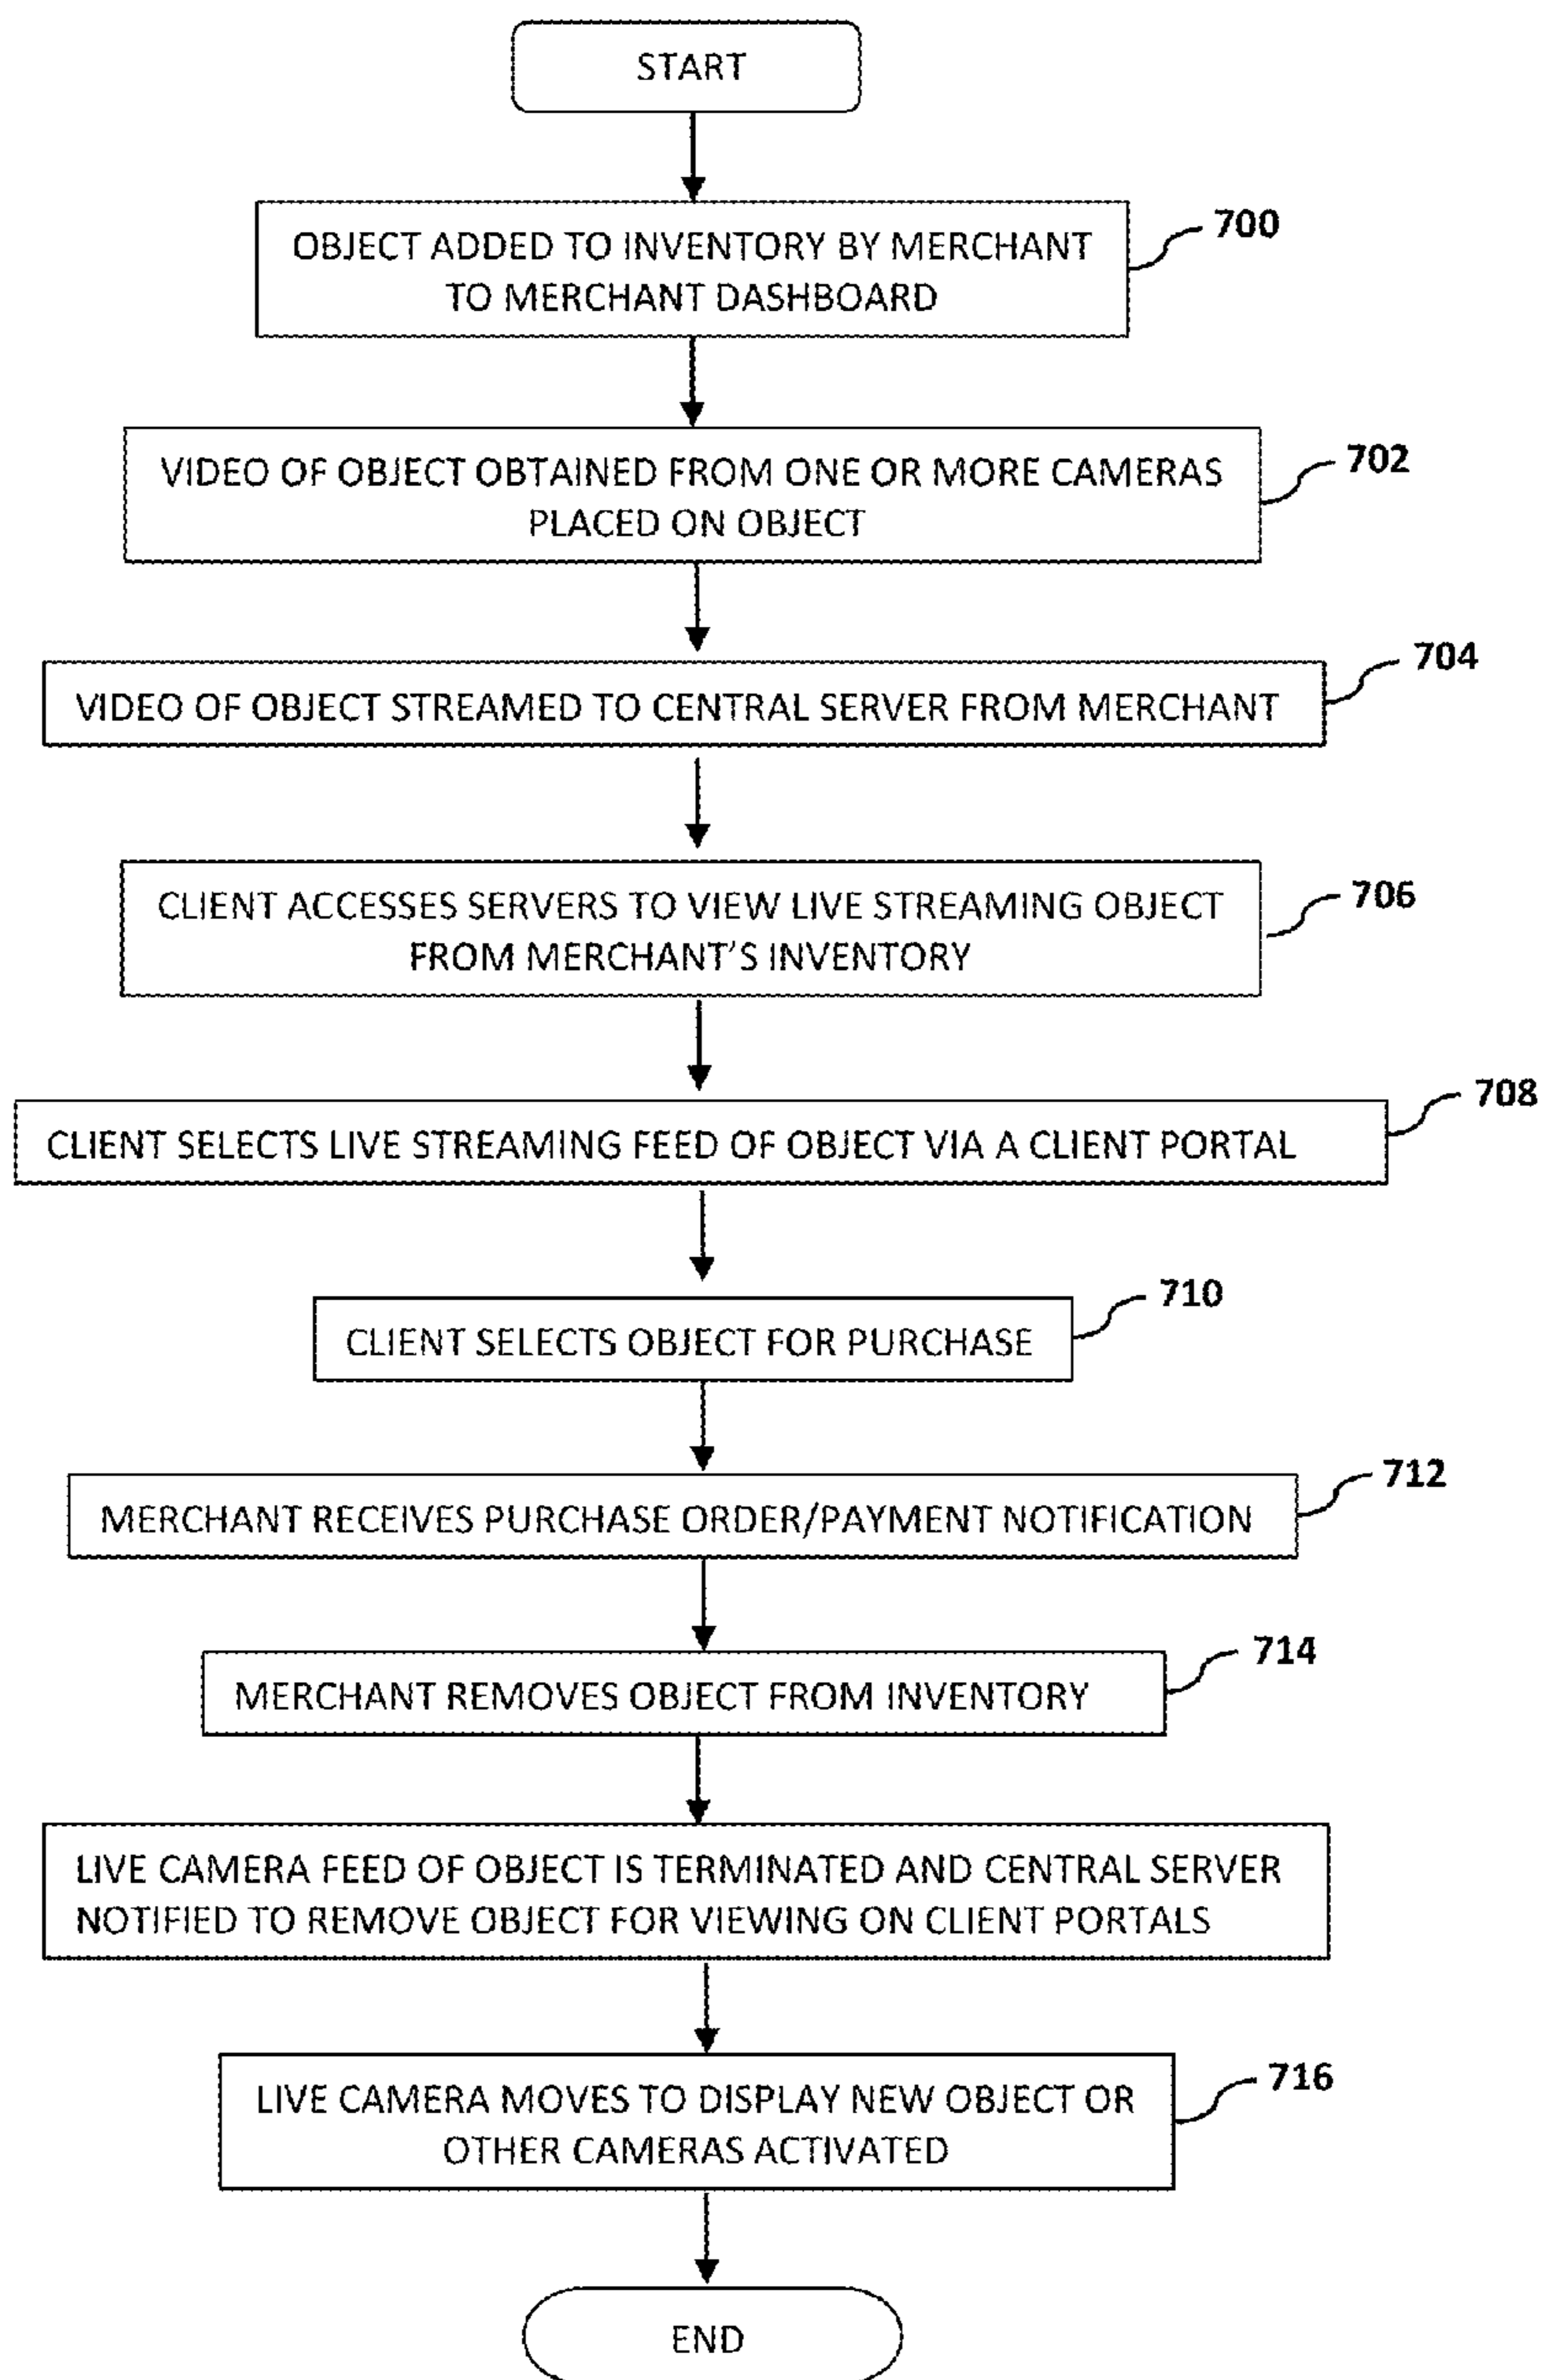 START
OBJECT ADDED TO INVENTORY BY MERCHANT
TO MERCHANT DASHBOARD
700
VIDEO OF OBJECT OBTAINED FROM ONE OR MORE CAMERAS
PLACED ON OBJECT
702
VIDEO OF OBJECT STREAMED TO CENTRAL SERVER FROM MERCHANT
704
CLIENT ACCESSES SERVERS TO VIEW LIVE STREAMING OBJECT
FROM MERCHANT'S INVENTORY
706
CLIENT SELECTS LIVE STREAMING FEED OF OBJECT VIA A CLIENT PORTAL
708
CLIENT SELECTS OBJECT FOR PURCHASE
710
MERCHANT RECEIVES PURCHASE ORDER/PAYMENT NOTIFICATION
712
MERCHANT REMOVES OBJECT FROM INVENTORY
714
LIVE CAMERA FEED OF OBJECT IS TERMINATED AND CENTRAL SERVER
NOTIFIED TO REMOVE OBJECT FOR VIEWING ON CLIENT PORTALS
LIVE CAMERA MOVES TO DISPLAY NEW OBJECT OR
OTHER CAMERAS ACTIVATED
716
END